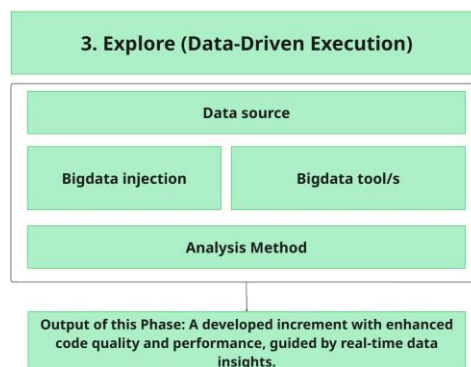 3. Explore (Data-Driven Execution)
Data source
Bigdata injection
Bigdata tool/s
Analysis Method
Output of this Phase: A developed increment with enhanced
code quality and performance, guided by real-time data
insights.